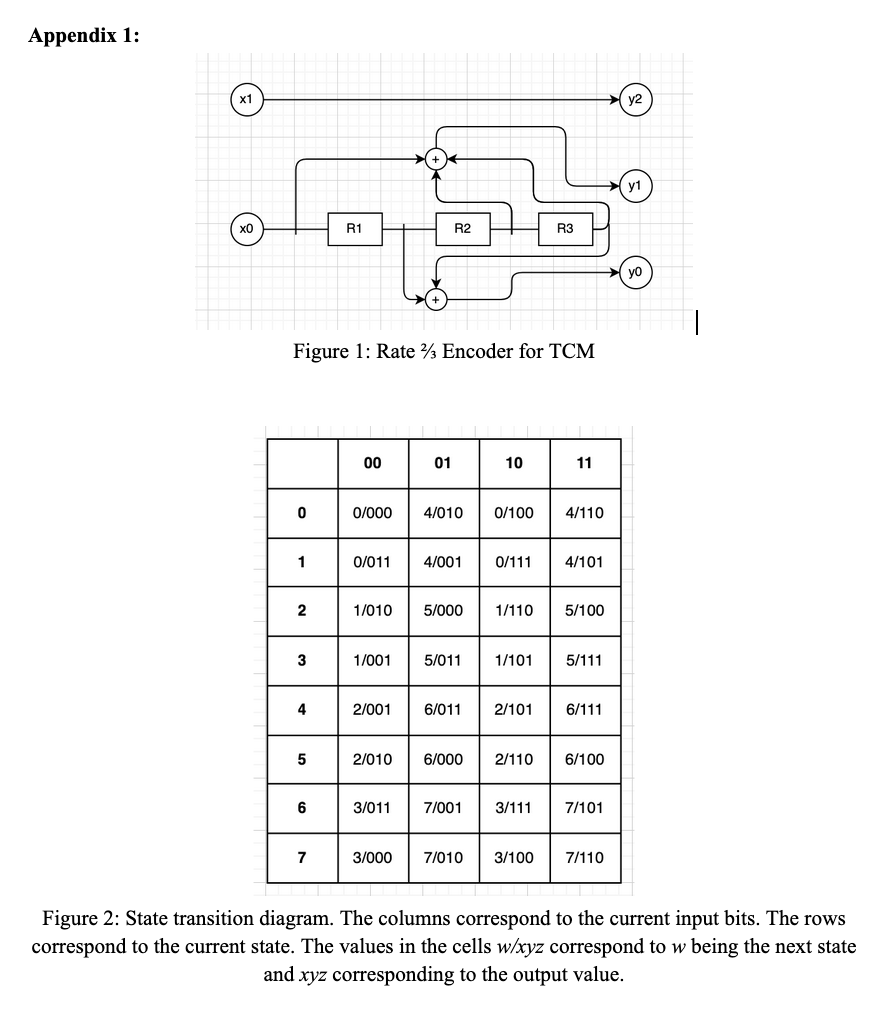 Appendix 1:
x1
y2
+
y1
x0
R1
R2
R3
y0
+
Figure 1: Rate ⅔ Encoder for TCM
00 01 10 11
0 0/000 4/010 0/100 4/110
1 0/011 4/001 0/111 4/101
2 1/010 5/000 1/110 5/100
3 1/001 5/011 1/101 5/111
4 2/001 6/011 2/101 6/111
5 2/010 6/000 2/110 6/100
6 3/011 7/001 3/111 7/101
7 3/000 7/010 3/100 7/110
Figure 2: State transition diagram. The columns correspond to the current input bits. The rows
correspond to the current state. The values in the cells w/xyz correspond to w being the next state
and xyz corresponding to the output value.